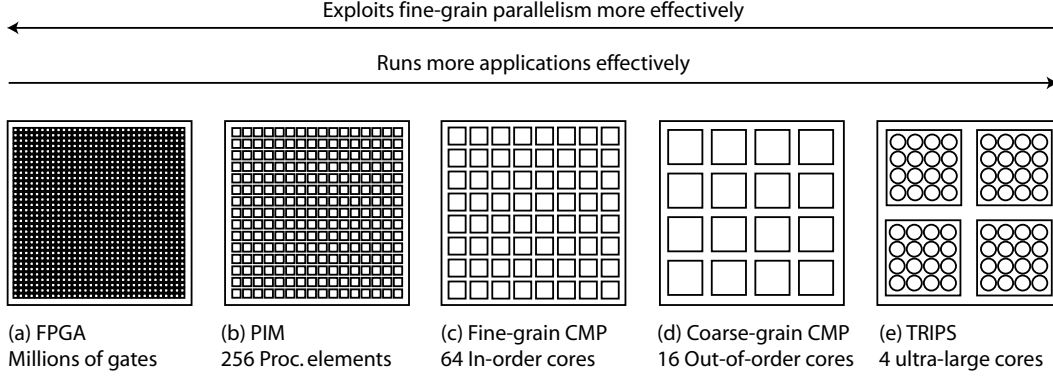 Exploits fine-grain parallelism more effectively
Runs more applications effectively
(a) FPGA
Millions of gates
(b) PIM
256 Proc. elements
(c) Fine-grain CMP
64 In-order cores
(d) Coarse-grain CMP
16 Out-of-order cores
(e) TRIPS
4 ultra-large cores